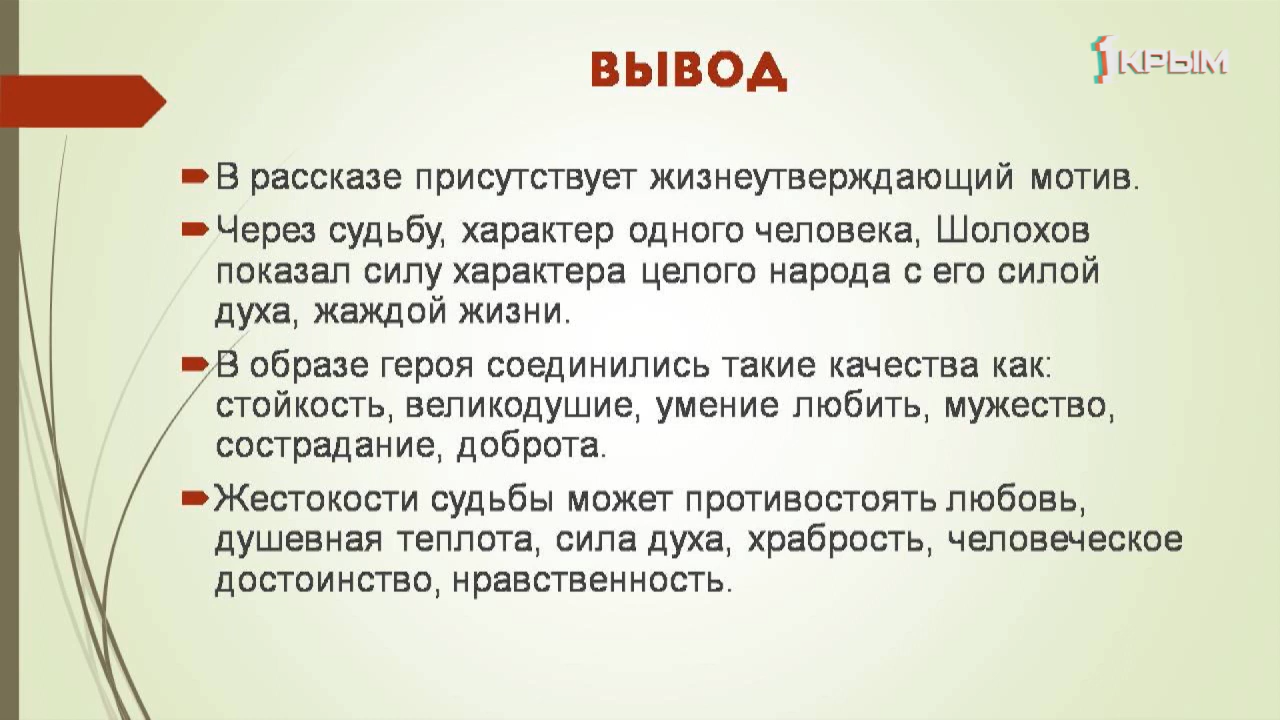 ВЫВОД
1 КРЫМ
В рассказе присутствует жизнеутверждающий мотив.
Через судьбу, характер одного человека, Шолохов
показал силу характера целого народа с его силой
духа, жаждой жизни.
В образе героя соединились такие качества как:
стойкость, великодушие, умение любить, мужество,
сострадание, доброта.
Жестокости судьбы может противостоять любовь,
душевная теплота, сила духа, храбрость, человеческое
достоинство, нравственность.